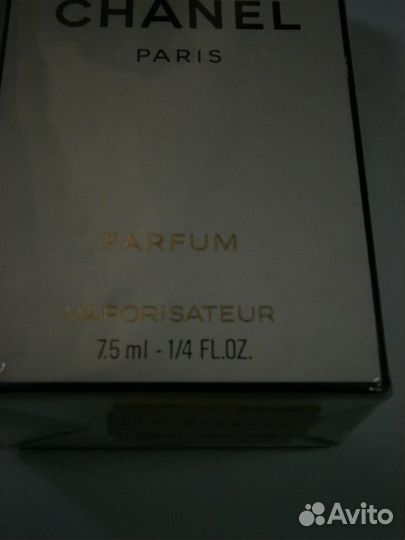 CHANEL
PARIS
PARFUM
VAPORISATEUR
7.5 ml - 1/4 FL.OZ.
Avito